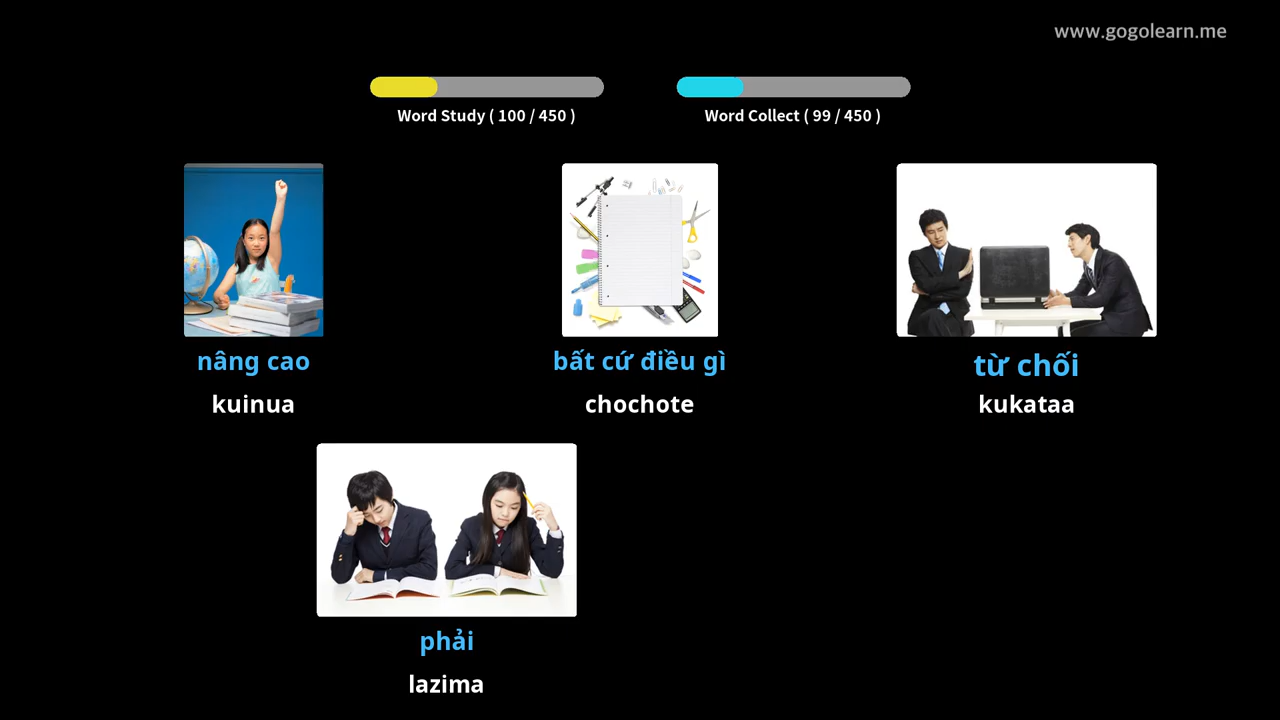 www.gogolearn.me
Word Study ( 100 / 450 )
Word Collect ( 99 / 450 )
nâng cao
kuinua
bất cứ điều gì
chochote
từ chối
kukataa
phải
lazima